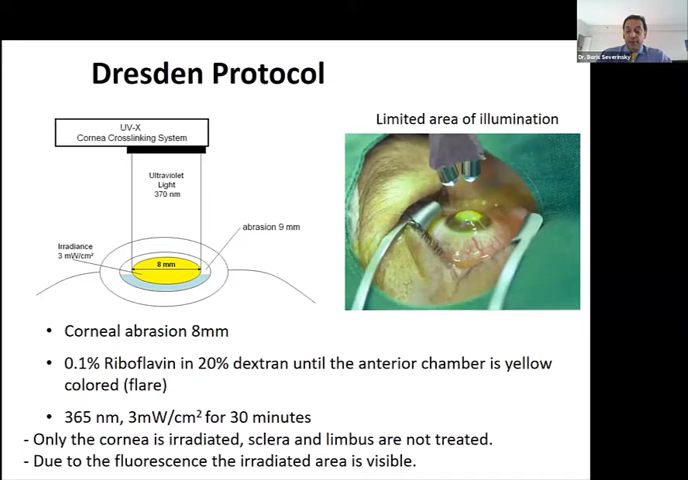 Dr. Boris Severinsky
Dresden Protocol
UV-X
Cornea Crosslinking System
Ultraviolet
Light
370 nm
abrasion 9 mm
Irradiance
3 mW/cm²
8 mm
Limited area of illumination
• Corneal abrasion 8mm
• 0.1% Riboflavin in 20% dextran until the anterior chamber is yellow
colored (flare)
• 365 nm, 3mW/cm² for 30 minutes
- Only the cornea is irradiated, sclera and limbus are not treated.
- Due to the fluorescence the irradiated area is visible.